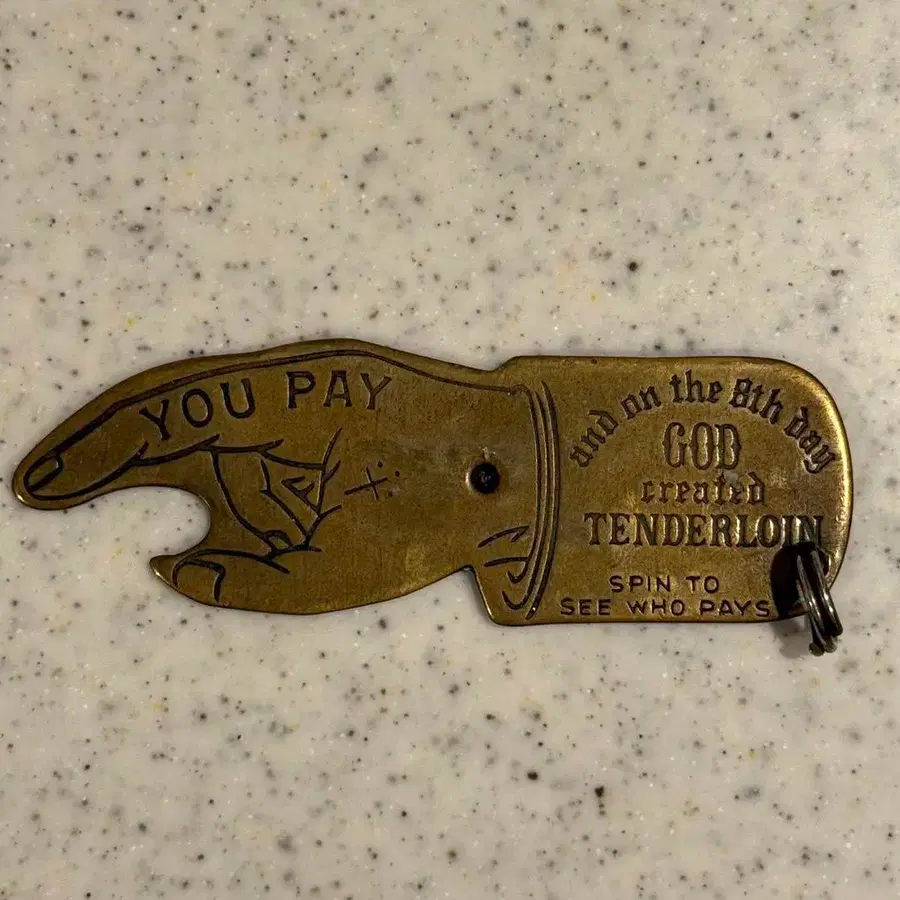 YOU PAY
and on the 8th day
GOD
created
TENDERLOIN
SPIN TO
SEE WHO PAYS